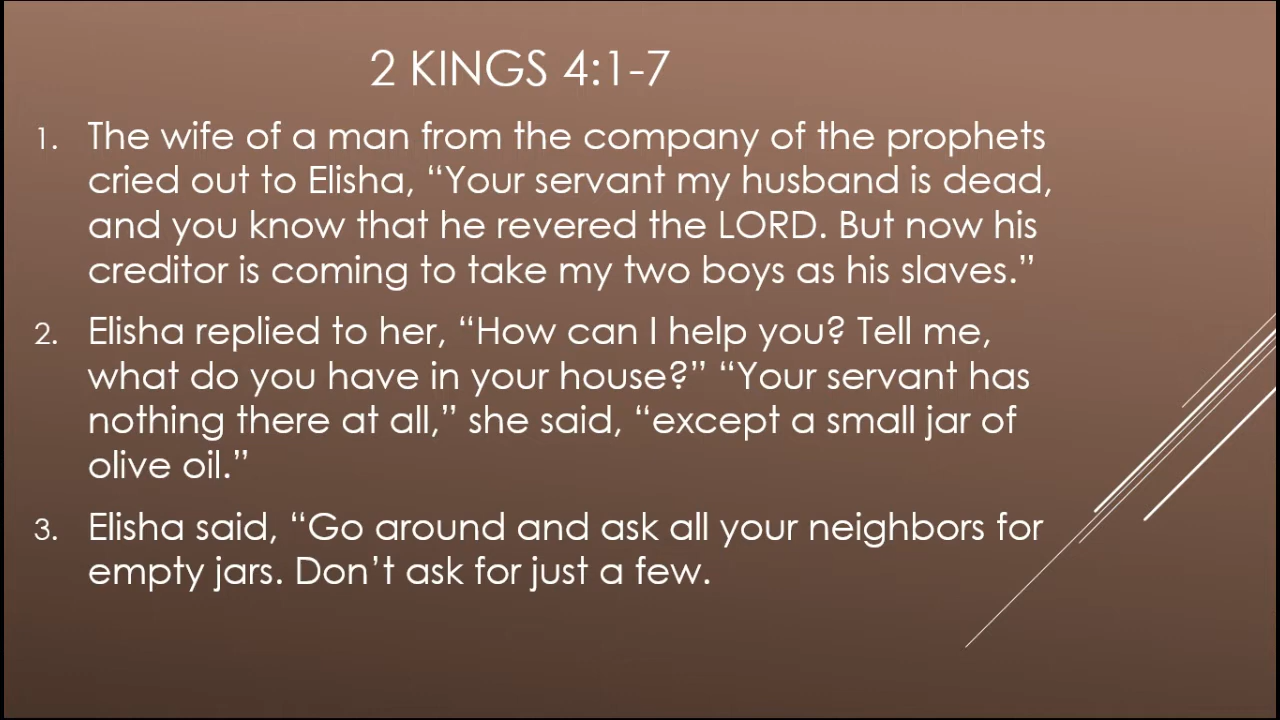 2 KINGS 4:1-7
1. The wife of a man from the company of the prophets
cried out to Elisha, “Your servant my husband is dead,
and you know that he revered the LORD. But now his
creditor is coming to take my two boys as his slaves.”
2. Elisha replied to her, “How can I help you? Tell me,
what do you have in your house?” “Your servant has
nothing there at all,” she said, “except a small jar of
olive oil.”
3. Elisha said, “Go around and ask all your neighbors for
empty jars. Don’t ask for just a few.